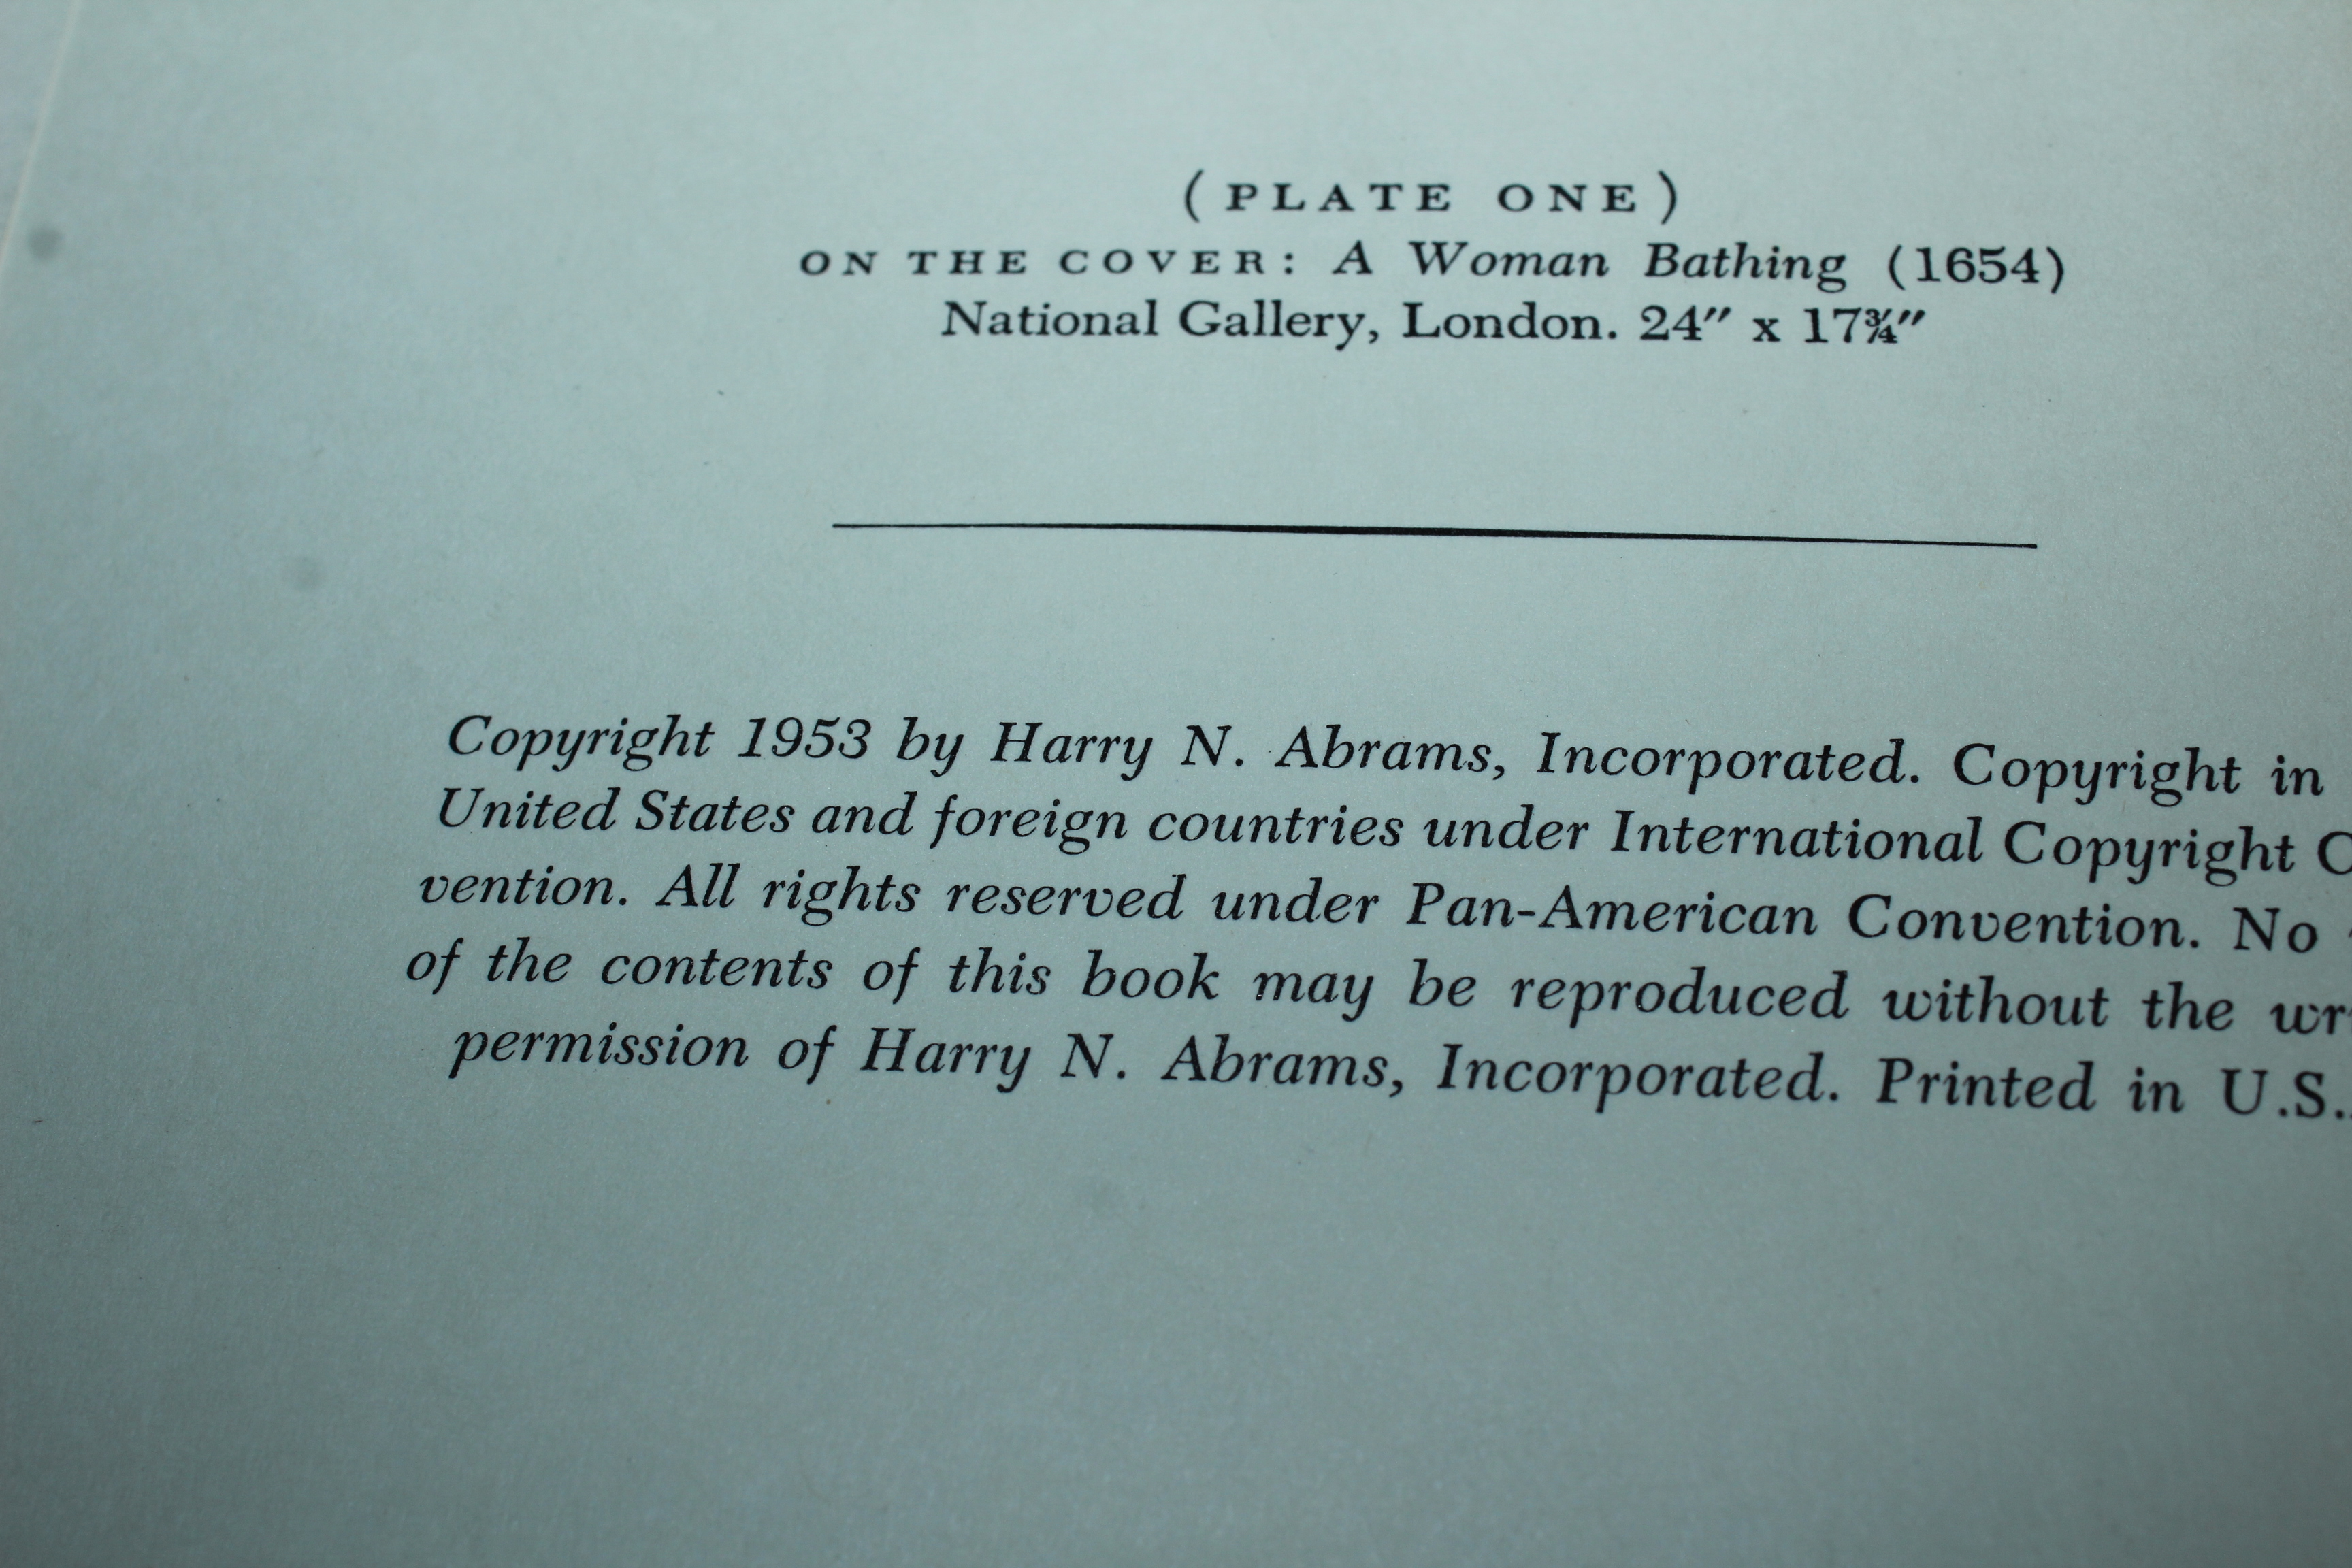 (PLATE ONE)
ON THE COVER: A Woman Bathing (1654)
National Gallery, London. 24″ x 17¾″
Copyright 1953 by Harry N. Abrams, Incorporated. Copyright in
United States and foreign countries under International Copyright C
vention. All rights reserved under Pan-American Convention. No
of the contents of this book may be reproduced without the wr
permission of Harry N. Abrams, Incorporated. Printed in U.S.